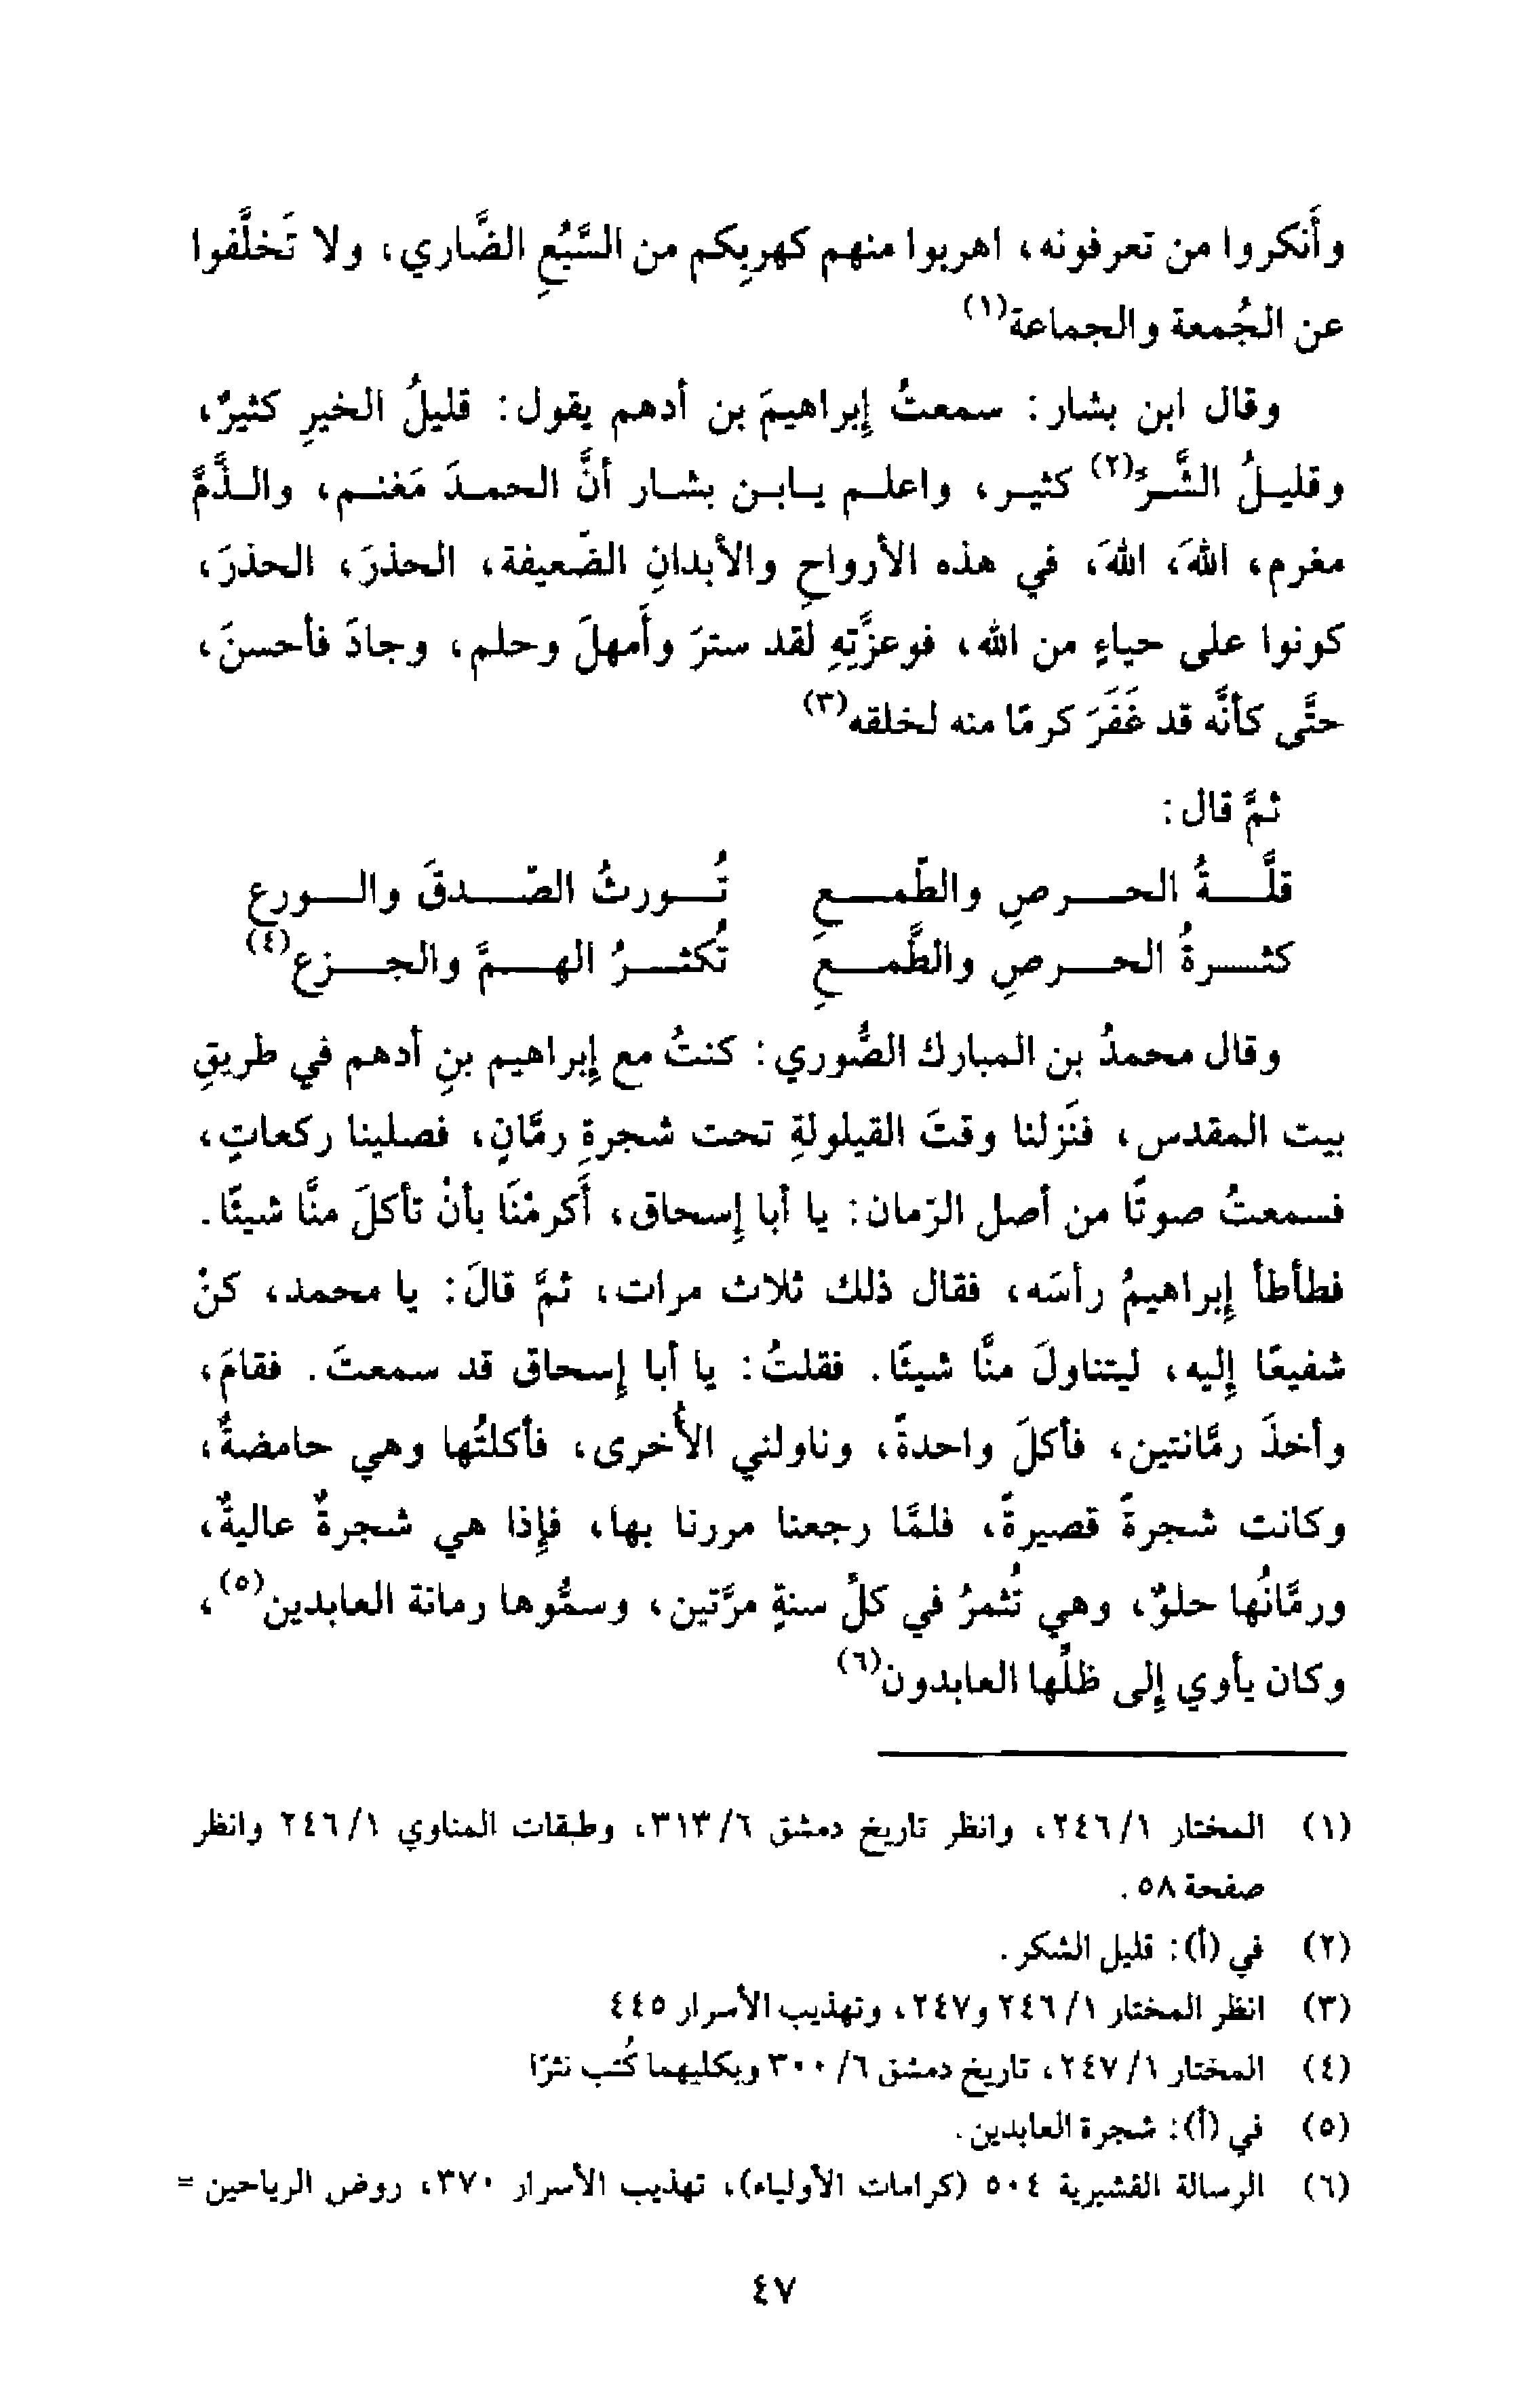 وأَنكروا من تعرفونه، اهربوا منهم كهربِكم من السَّبُعِ الضَّاري، ولا تَخلَّفوا
عن الجُمعة والجماعة(١)
وقال ابن بشار: سمعتُ إبراهيمَ بن أدهم يقول: قليلُ الخيرِ كثيرٌ،
وقليلُ الشَّرِّ(٢) كثير، واعلم يابن بشار أنَّ الحمدَ مَغنم، والذَّمَّ
مغرم، اللهَ، اللهَ، في هذه الأرواحِ والأبدانِ الضَّعيفة، الحذرَ، الحذرَ،
كونوا على حياءٍ من الله، فوعزَّتِهِ لقد سترَ وأَمهلَ وحلم، وجادَ فأحسنَ،
حتَّى كأنَّه قد غَفَرَ كرمًا منه لخلقه(٣)
ثمَّ قال:
قلَّةُ الحرصِ والطَّمعِ تُورثُ الصّدقَ والورع
كثرةُ الحرصِ والطَّمعِ تُكثرُ الهمَّ والجزع(٤)
وقال محمدُ بن المبارك الصُّوري: كنتُ مع إبراهيم بنِ أدهم في طريقِ
بيت المقدس، فنَزلنا وقتَ القيلولةِ تحت شجرةِ رمَّانٍ، فصلينا ركعاتٍ،
فسمعتُ صوتًا من أصل الرّمان: يا أبا إسحاق، أَكرمْنَا بأنْ تأكلَ منَّا شيئًا.
فطأطأ إبراهيمُ رأسَه، فقال ذلك ثلاث مرات، ثمَّ قالَ: يا محمد، كنْ
شفيعًا إليه، ليتناولَ منَّا شيئًا. فقلتُ: يا أبا إسحاق قد سمعتَ. فقامَ،
وأخذَ رمَّانتين، فأكلَ واحدةً، وناولني الأُخرى، فأكلتُها وهي حامضةٌ،
وكانت شجرةً قصيرةً، فلمَّا رجعنا مررنا بها، فإذا هي شجرةٌ عاليةٌ،
ورمَّانُها حلوٌ، وهي تُثمرُ في كلِّ سنةٍ مرَّتين، وسمُّوها رمانة العابدين(٥)،
وكان يأوي إلى ظلِّها العابدون(٦)
(١) المختار ١/٢٤٦، وانظر تاريخ دمشق ٦/٣١٣، وطبقات المناوي ١/٢٤٦ وانظر
صفحة ٥٨.
(٢) في (أ): قليل الشكر.
(٣) انظر المختار ١/٢٤٦ و٢٤٧، وتهذيب الأسرار ٤٤٥
(٤) المختار ١/٢٤٧، تاريخ دمشق ٦/٣٠٠ وبكليهما كُتب نثرًا
(٥) في (أ): شجرة العابدين.
(٦) الرسالة القشيرية ٥٠٤ (كرامات الأولياء)، تهذيب الأسرار ٣٧٠، روض الرياحين =
٤٧